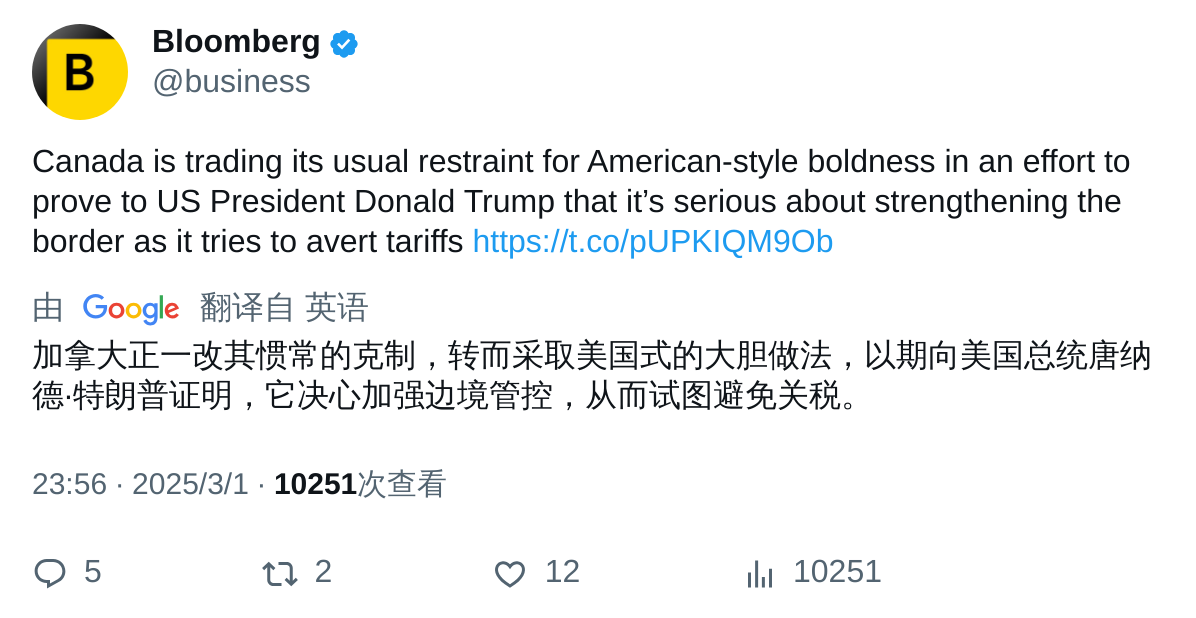 B
Bloomberg
@business
Canada is trading its usual restraint for American-style boldness in an effort to
prove to US President Donald Trump that it’s serious about strengthening the
border as it tries to avert tariffs https://t.co/pUPKIQM9Ob
由 Google 翻译自 英语
加拿大正一改其惯常的克制，转而采取美国式的大胆做法，以期向美国总统唐纳
德·特朗普证明，它决心加强边境管控，从而试图避免关税。
23:56 · 2025/3/1 · 10251次查看
5 2 12 10251